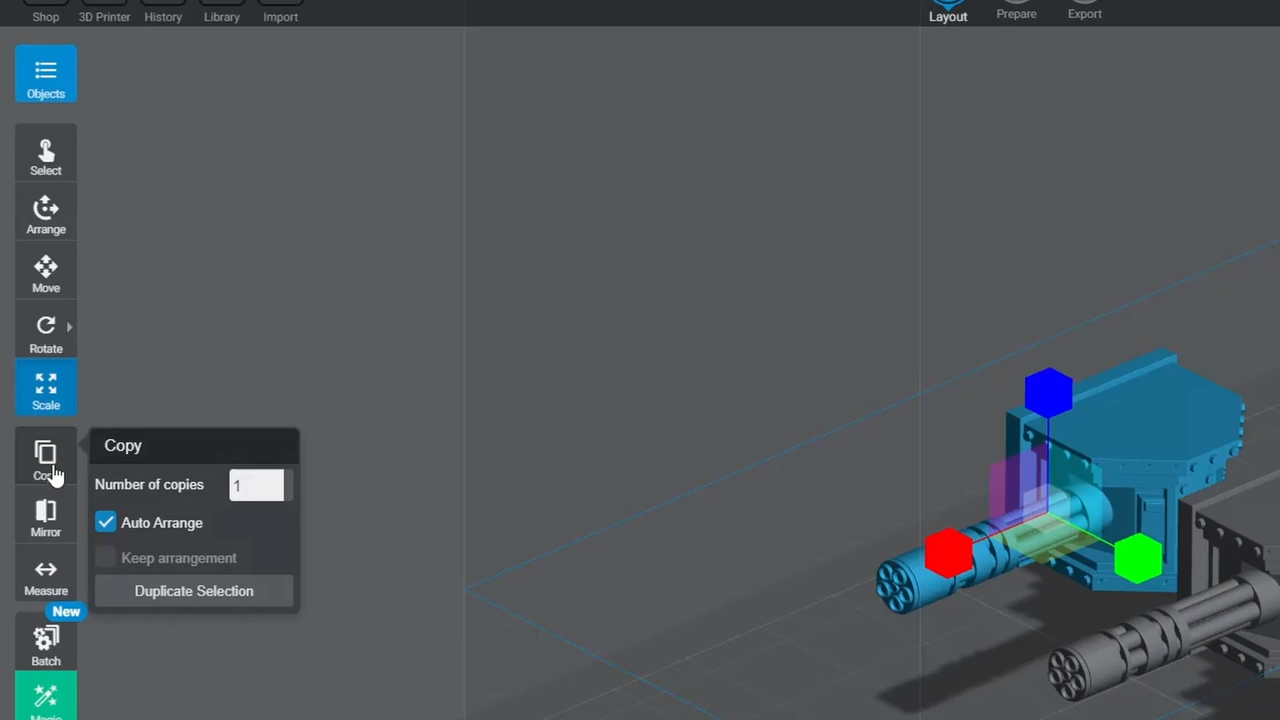 Shop 3D Printer History Library Import
Layout Prepare Export
Objects
Select
Arrange
Move
Rotate
Scale
Copy
Number of copies 1
Auto Arrange
Keep arrangement
Duplicate Selection
Mirror
Measure
New
Batch